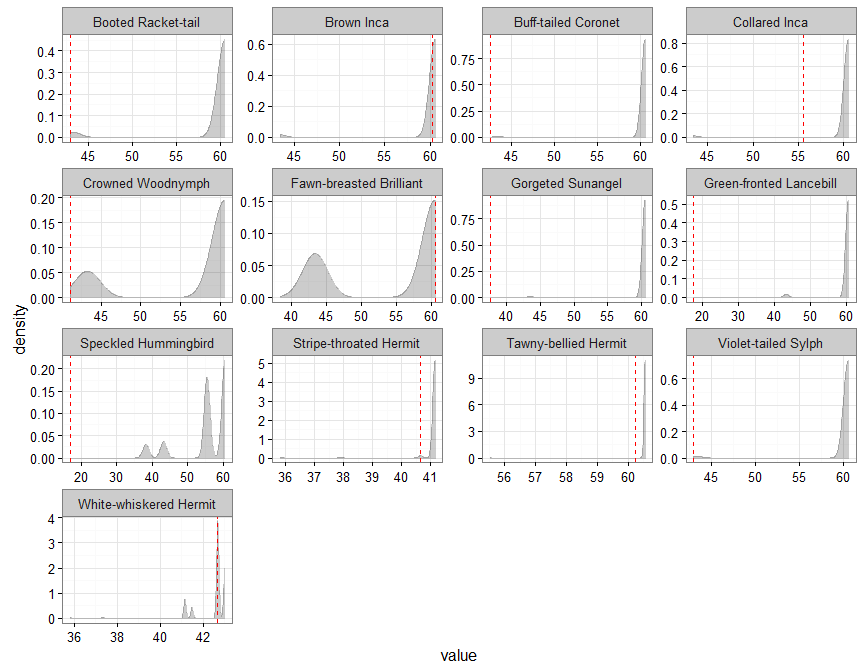 Booted Racket-tail Brown Inca Buff-tailed Coronet Collared Inca
0.4 0.3 0.2 0.1 0.0
0.6 0.4 0.2 0.0
0.75 0.50 0.25 0.00
0.8 0.6 0.4 0.2 0.0
45 50 55 60 45 50 55 60 45 50 55 60 45 50 55 60
Crowned Woodnymph Fawn-breasted Brilliant Gorgeted Sunangel Green-fronted Lancebill
0.20 0.15 0.10 0.05 0.00
0.15 0.10 0.05 0.00
0.75 0.50 0.25 0.00
0.5 0.4 0.3 0.2 0.1 0.0
45 50 55 60 40 45 50 55 60 40 45 50 55 60 20 30 40 50 60
density
Speckled Hummingbird Stripe-throated Hermit Tawny-bellied Hermit Violet-tailed Sylph
0.20 0.15 0.10 0.05 0.00
5 4 3 2 1 0
9 6 3 0
0.6 0.4 0.2 0.0
20 30 40 50 60 36 37 38 39 40 41 56 57 58 59 60 45 50 55 60
White-whiskered Hermit
4 3 2 1 0
36 38 40 42
value